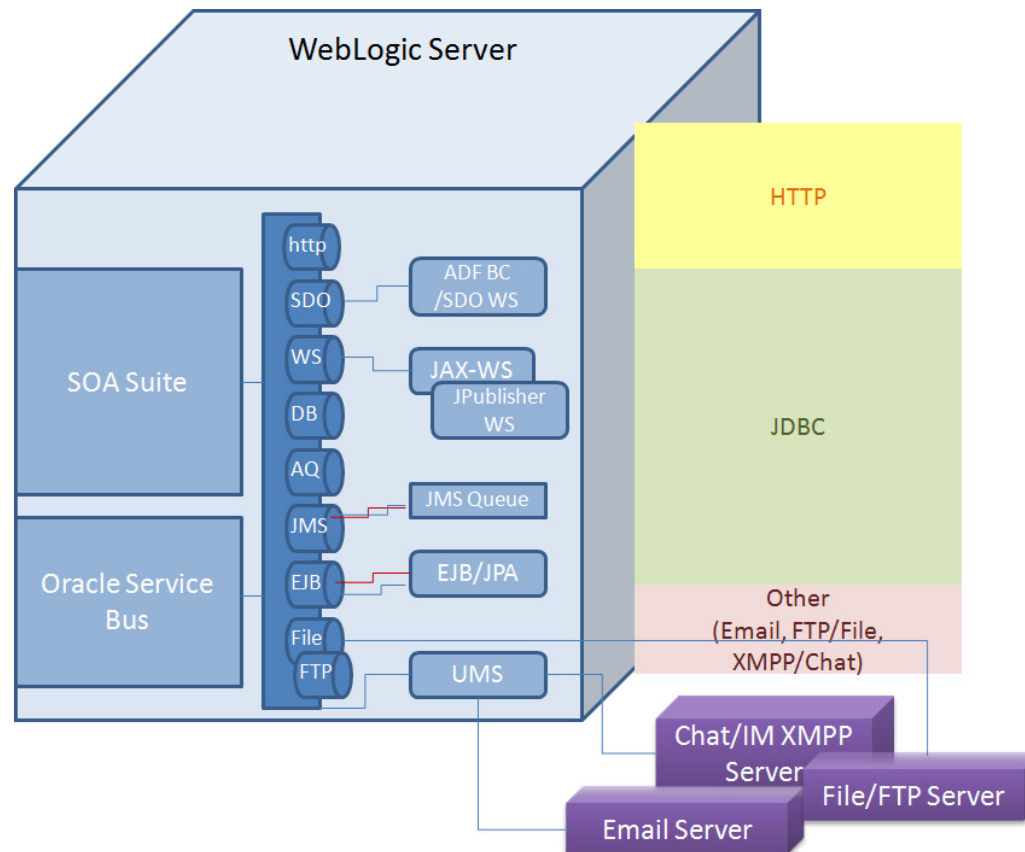 WebLogic Server
HTTP
http
ADF BC
/SDO WS
SDO
WS
JAX-WS
SOA Suite
JPublisher
WS
DB
JDBC
AQ
JMS Queue
JMS
EJB/JPA
EJB
Oracle Service
Bus
Other
(Email, FTP/File,
XMPP/Chat)
File
FTP
UMS
Chat/IM XMPP
Server
File/FTP Server
Email Server